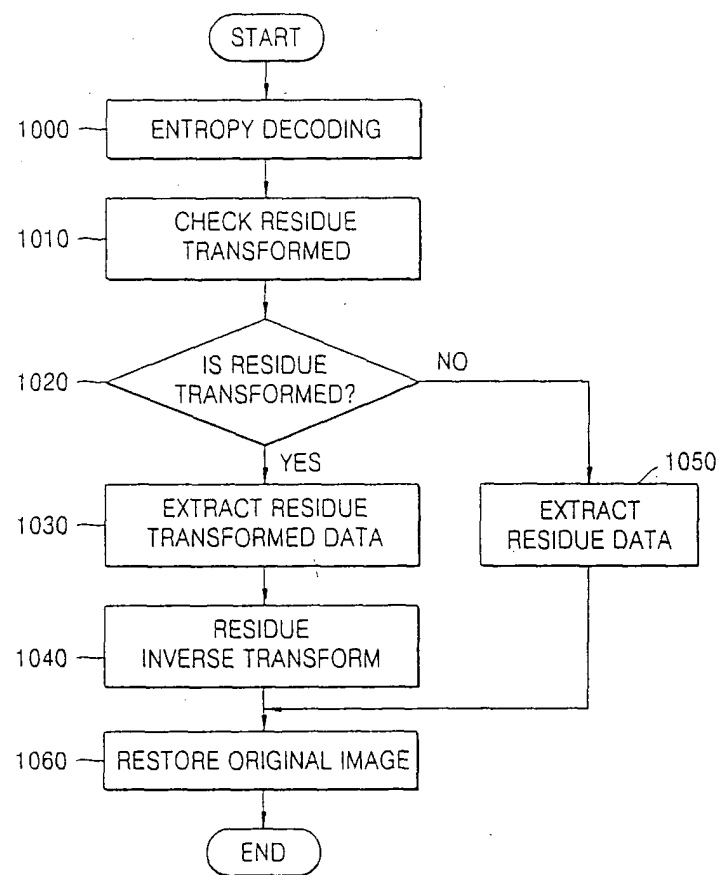 START
1000
ENTROPY DECODING
1010
CHECK RESIDUE
TRANSFORMED
1020
IS RESIDUE
TRANSFORMED?
NO
YES
1030
EXTRACT RESIDUE
TRANSFORMED DATA
1050
EXTRACT
RESIDUE DATA
1040
RESIDUE
INVERSE TRANSFORM
1060
RESTORE ORIGINAL IMAGE
END